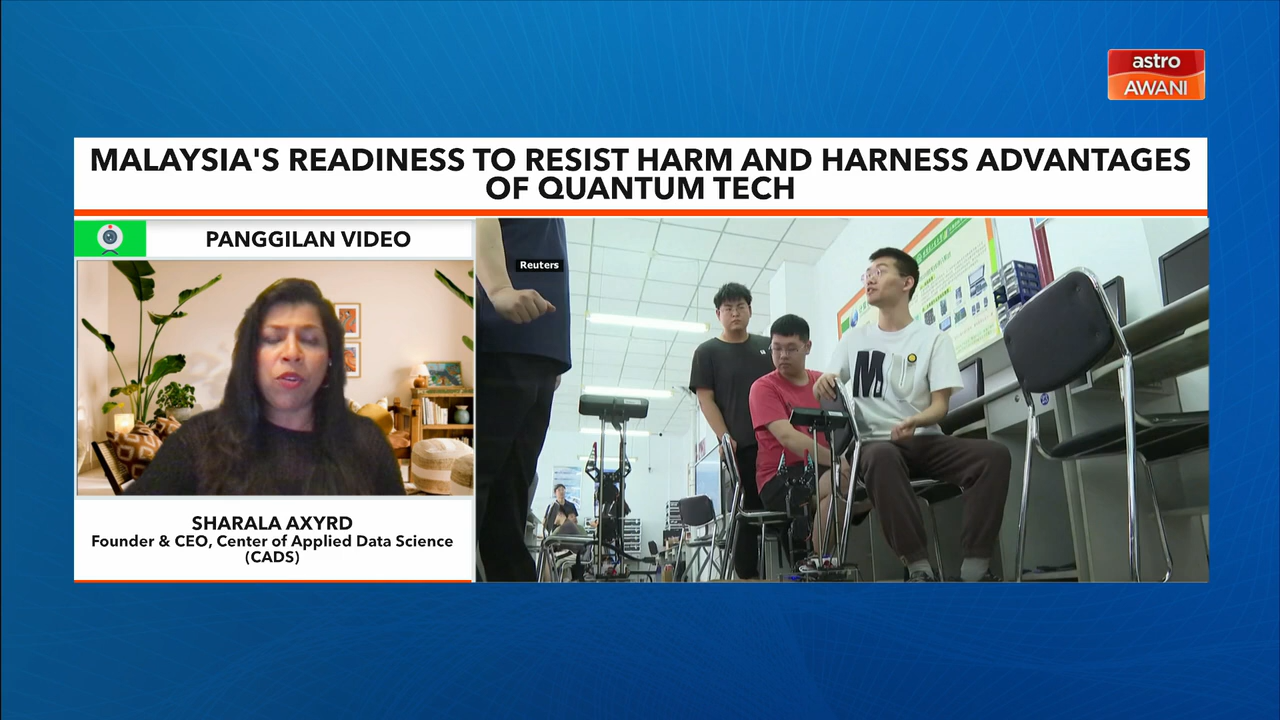 astro
AWANI
MALAYSIA'S READINESS TO RESIST HARM AND HARNESS ADVANTAGES
OF QUANTUM TECH
PANGGILAN VIDEO
Reuters
M
SHARALA AXYRD
Founder & CEO, Center of Applied Data Science
(CADS)